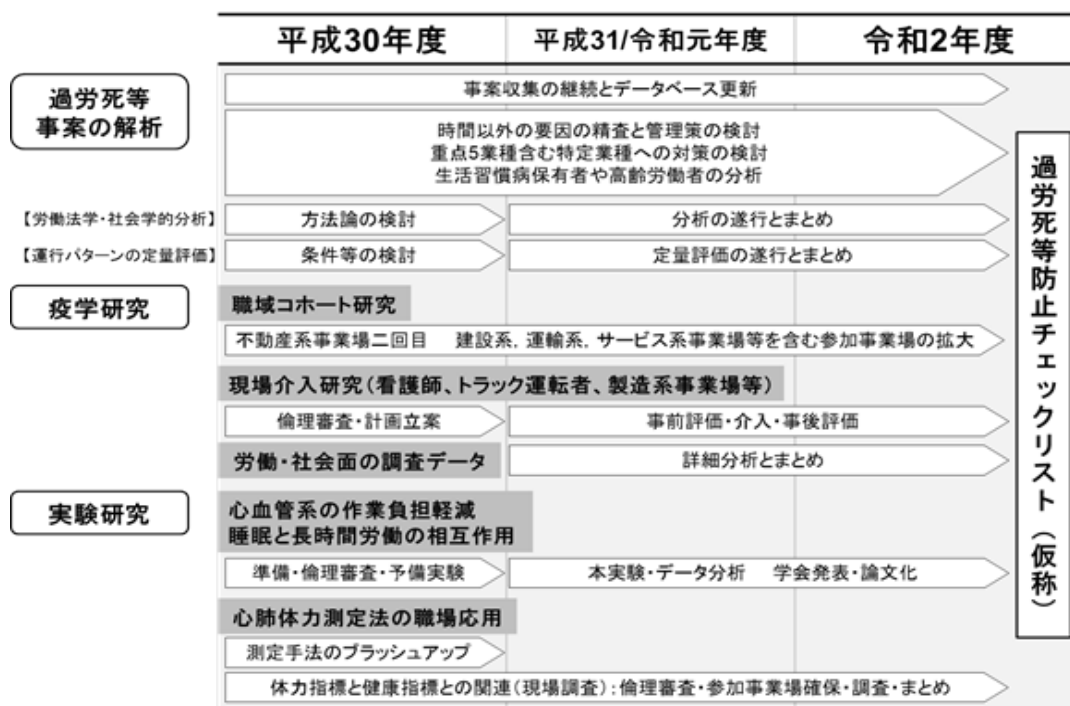 平成30年度
平成31/令和元年度
令和2年度
過労死等
事案の解析
事案収集の継続とデータベース更新
時間以外の要因の精査と管理策の検討
重点5業種含む特定業種への対策の検討
生活習慣病保有者や高齢労働者の分析
【労働法学・社会学的分析】
方法論の検討
分析の遂行とまとめ
【運行パターンの定量評価】
条件等の検討
定量評価の遂行とまとめ
疫学研究
職域コホート研究
不動産系事業場二回目 建設系, 運輸系, サービス系事業場等を含む参加事業場の拡大
現場介入研究(看護師、トラック運転者、製造系事業場等)
倫理審査・計画立案
事前評価・介入・事後評価
労働・社会面の調査データ
詳細分析とまとめ
実験研究
心血管系の作業負担軽減
睡眠と長時間労働の相互作用
準備・倫理審査・予備実験
本実験・データ分析 学会発表・論文化
心肺体力測定法の職場応用
測定手法のブラッシュアップ
体力指標と健康指標との関連(現場調査):倫理審査・参加事業場確保・調査・まとめ
過労死等防止チェックリスト(仮称)